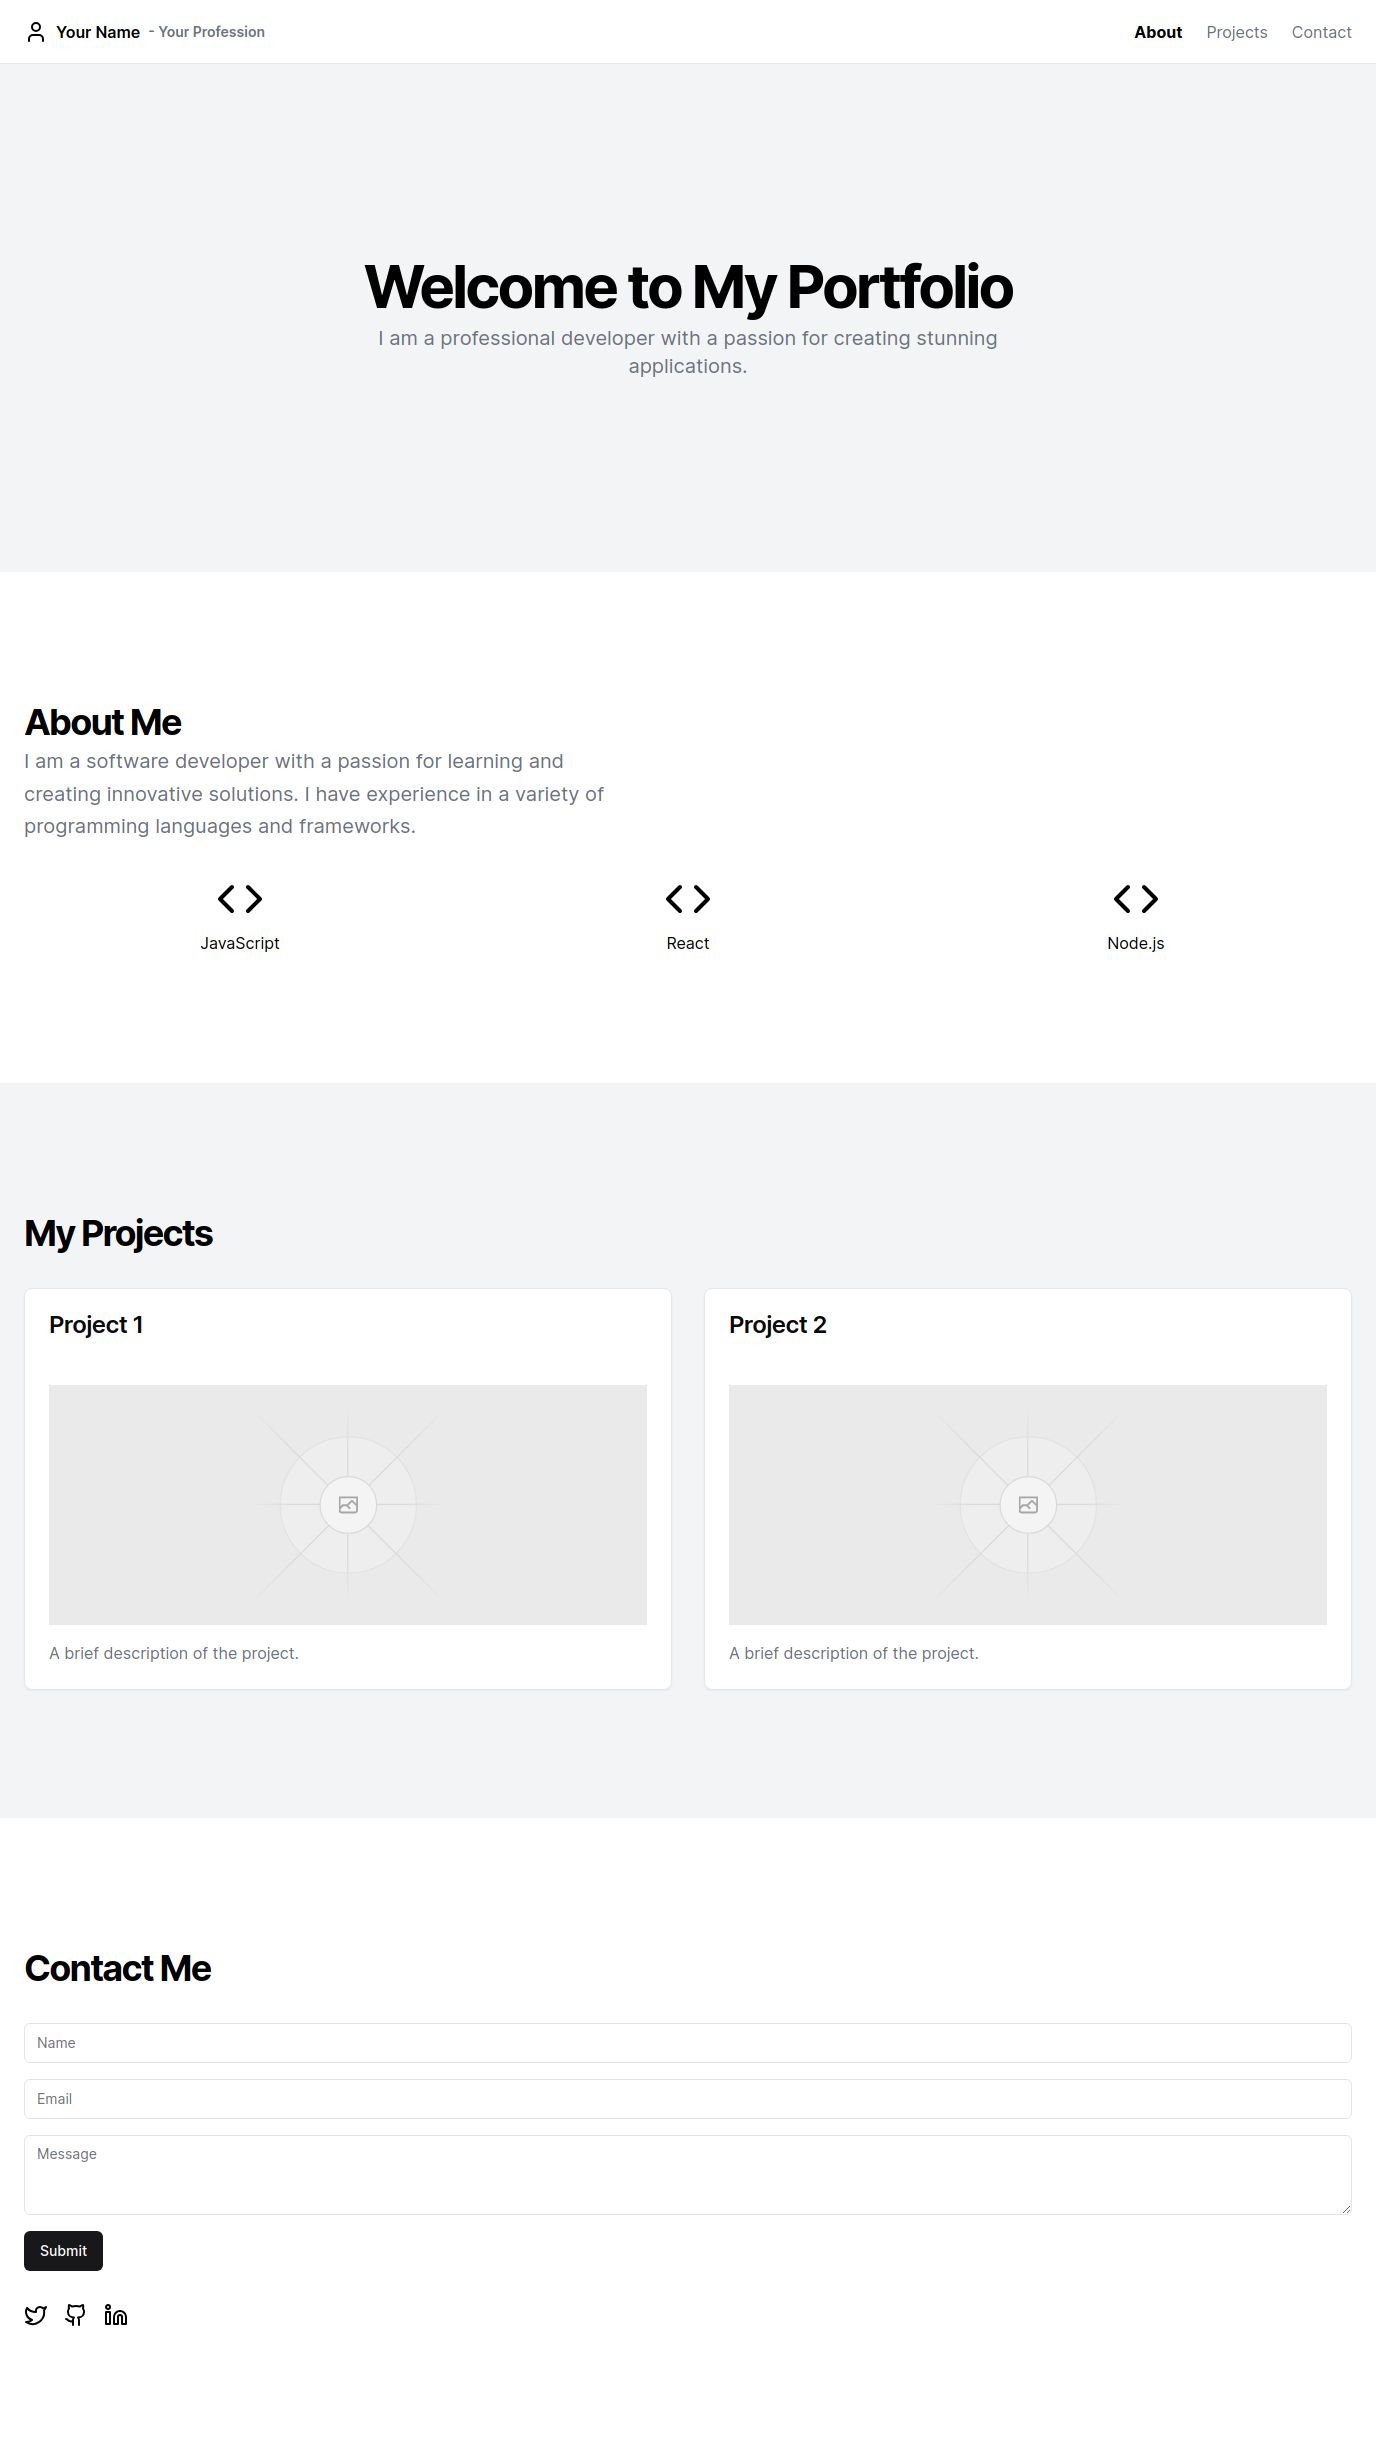 Your Name - Your Profession
About Projects Contact
Welcome to My Portfolio
I am a professional developer with a passion for creating stunning
applications.
About Me
I am a software developer with a passion for learning and
creating innovative solutions. I have experience in a variety of
programming languages and frameworks.
JavaScript
React
Node.js
My Projects
Project 1
A brief description of the project.
Project 2
A brief description of the project.
Contact Me
Name
Email
Message
Submit